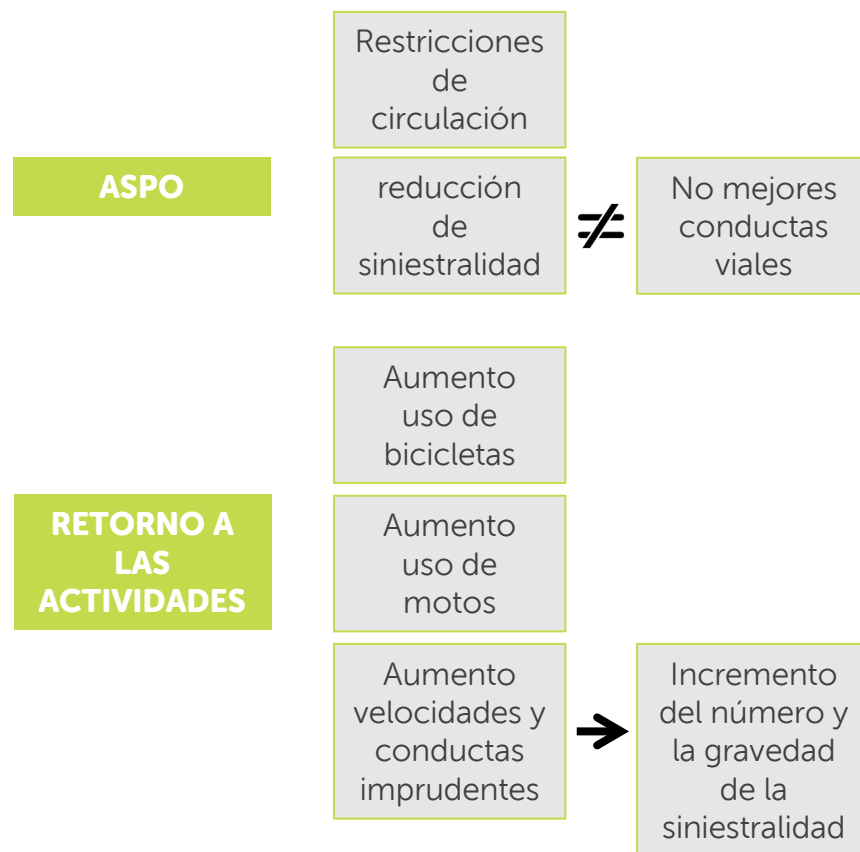 ASPO
Restricciones
de
circulación
reducción
de
siniestralidad
≠
No mejores
conductas
viales
RETORNO A
LAS
ACTIVIDADES
Aumento
uso de
bicicletas
Aumento
uso de
motos
Aumento
velocidades y
conductas
imprudentes
Incremento
del número y
la gravedad
de la
siniestralidad